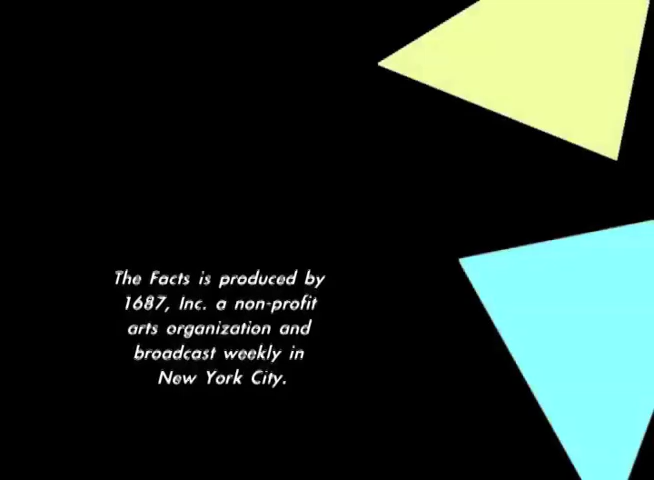 The Facts is produced by
1687, Inc. a non-profit
arts organization and
broadcast weekly in
New York City.